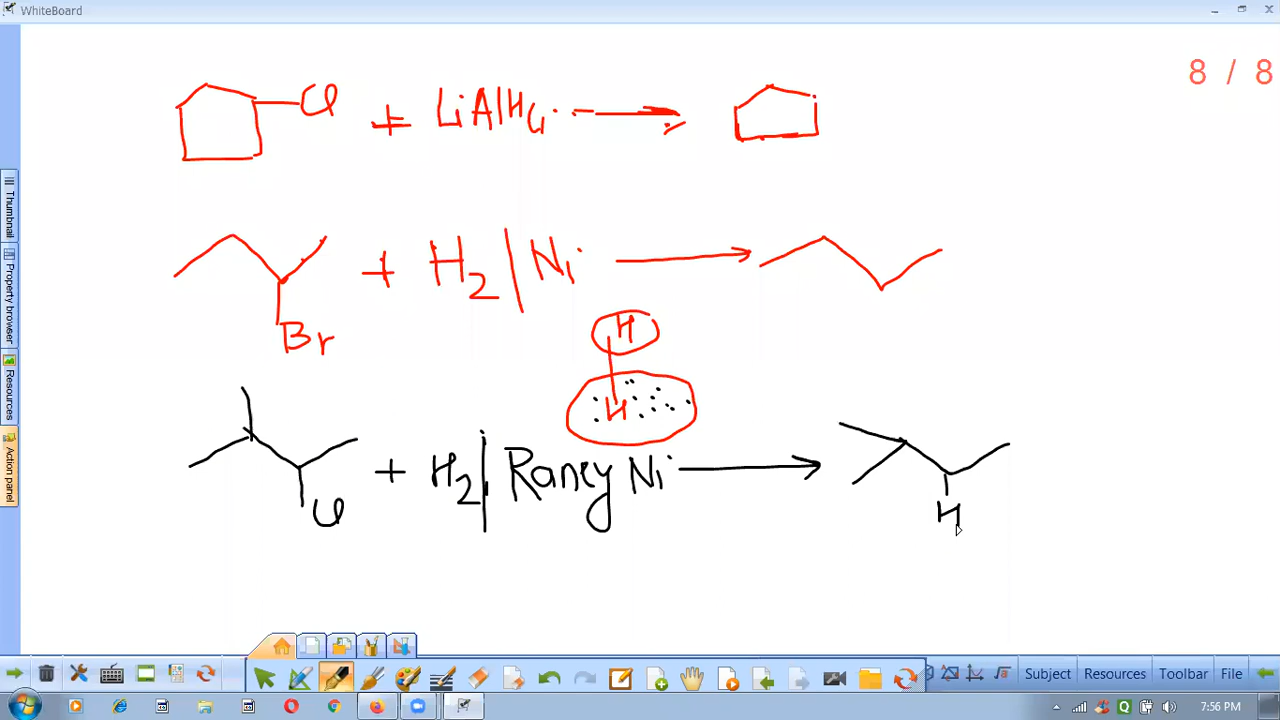 WhiteBoard
8 / 8
Cl + LiAlH4
Br + H2 | Ni
H
H
Cl + H2 | Raney Ni
H
Thumbnail
Property browser
Resources
Action panel
Subject Resources Toolbar File
7:56 PM